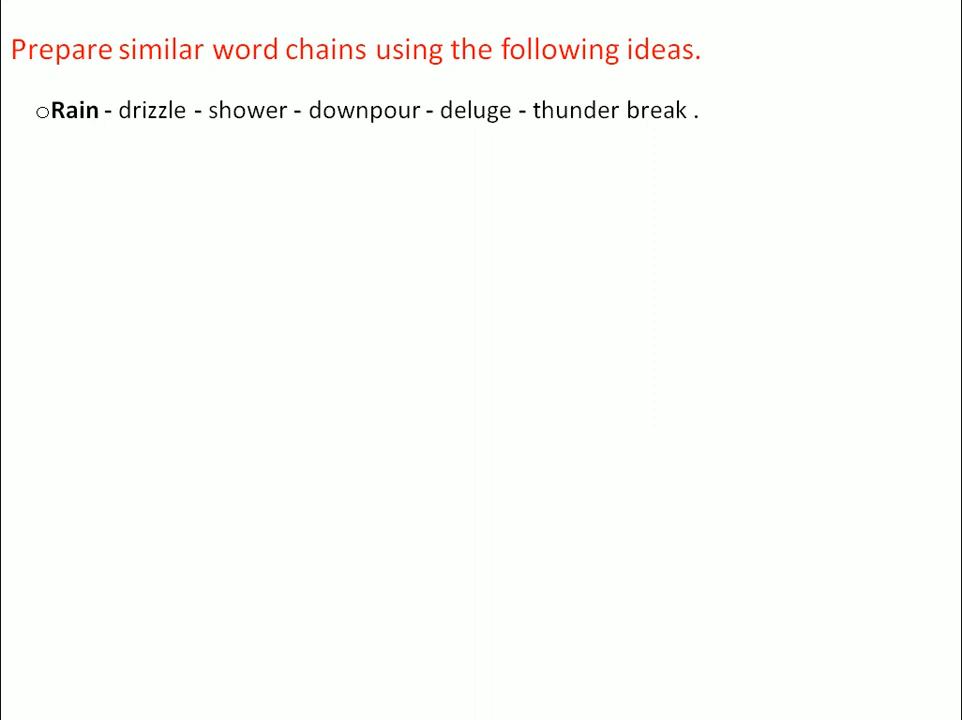 Prepare similar word chains using the following ideas.
○Rain - drizzle - shower - downpour - deluge - thunder break .